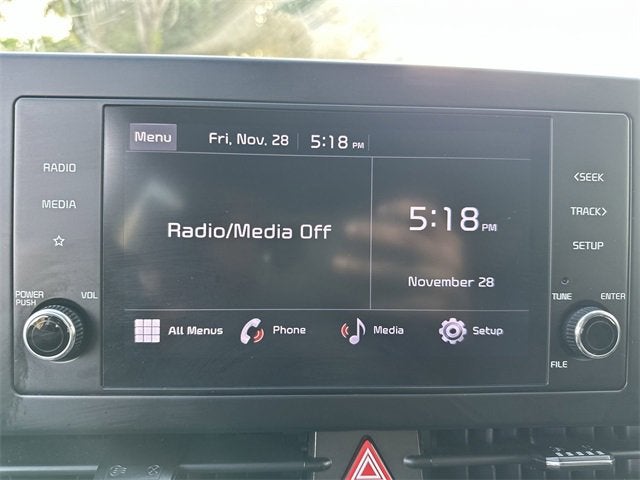 Menu
Fri, Nov. 28
5:18 PM
RADIO
MEDIA
☆
Radio/Media Off
5:18 PM
November 28
<SEEK
TRACK>
SETUP
POWER
PUSH
VOL
TUNE
ENTER
FILE
All Menus
Phone
Media
Setup